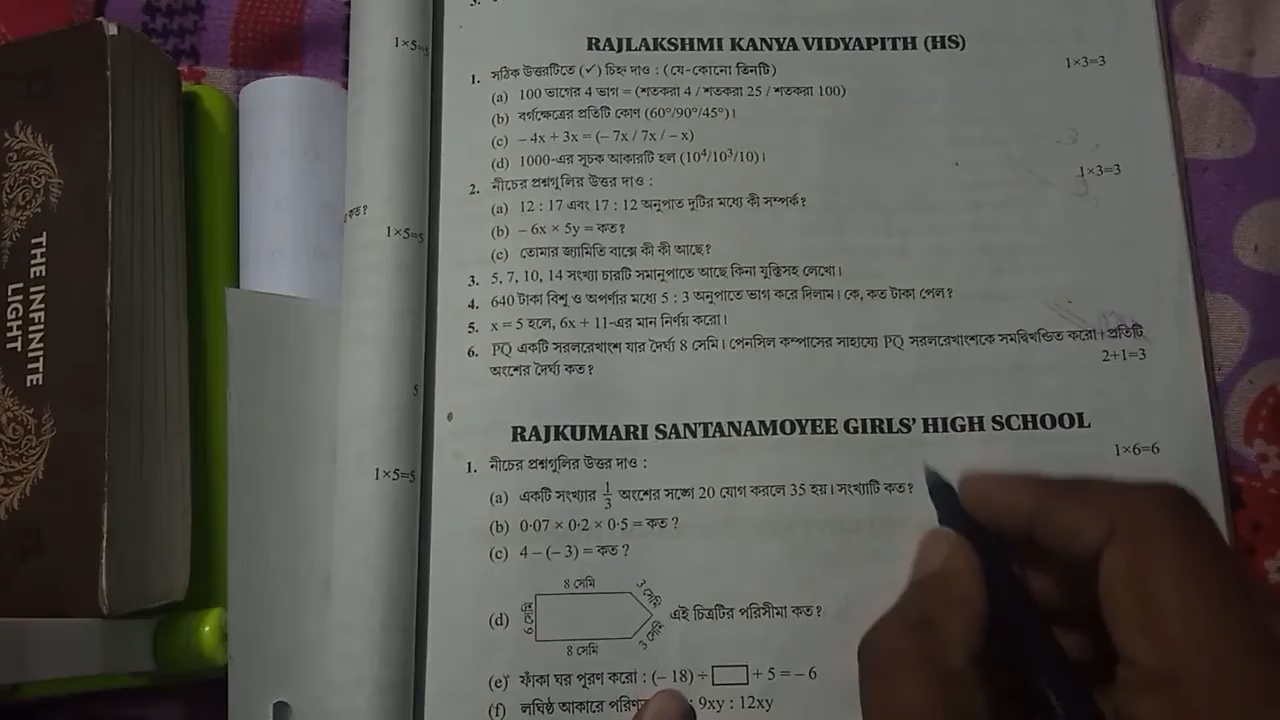 THE INFINITE
LIGHT
1×5=5
কত?
1×5=5
5
1×5=5
RAJLAKSHMI KANYA VIDYAPITH (HS)
1. সঠিক উত্তরটিতে (✓) চিহ্ন দাও : (যে-কোনো তিনটি) 1×3=3
(a) 100 ভাগের 4 ভাগ = (শতকরা 4 / শতকরা 25 / শতকরা 100)
(b) বর্গক্ষেত্রের প্রতিটি কোণ (60°/90°/45°)।
(c) – 4x + 3x = (– 7x / 7x / – x)
(d) 1000-এর সূচক আকারটি হল (10⁴/10³/10)।
2. নীচের প্রশ্নগুলির উত্তর দাও : 1×3=3
(a) 12 : 17 এবং 17 : 12 অনুপাত দুটির মধ্যে কী সম্পর্ক?
(b) – 6x × 5y = কত?
(c) তোমার জ্যামিতি বাক্সে কী কী আছে?
3. 5, 7, 10, 14 সংখ্যা চারটি সমানুপাতে আছে কিনা যুক্তিসহ লেখো।
4. 640 টাকা বিশু ও অপর্ণার মধ্যে 5 : 3 অনুপাতে ভাগ করে দিলাম। কে, কত টাকা পেল?
5. x = 5 হলে, 6x + 11-এর মান নির্ণয় করো।
6. PQ একটি সরলরেখাংশ যার দৈর্ঘ্য 8 সেমি। পেনসিল কম্পাসের সাহায্যে PQ সরলরেখাংশকে সমদ্বিখণ্ডিত করো। প্রতিটি
অংশের দৈর্ঘ্য কত? 2+1=3
RAJKUMARI SANTANAMOYEE GIRLS' HIGH SCHOOL
1. নীচের প্রশ্নগুলির উত্তর দাও : 1×6=6
(a) একটি সংখ্যার 1/3 অংশের সঙ্গে 20 যোগ করলে 35 হয়। সংখ্যাটি কত?
(b) 0·07 × 0·2 × 0·5 = কত ?
(c) 4 – (– 3) = কত ?
8 সেমি
3 সেমি
(d) 6 সেমি এই চিত্রটির পরিসীমা কত?
3 সেমি
8 সেমি
(e) ফাঁকা ঘর পূরণ করো : (– 18) ÷ □ + 5 = – 6
(f) লঘিষ্ঠ আকারে 9xy : 12xy